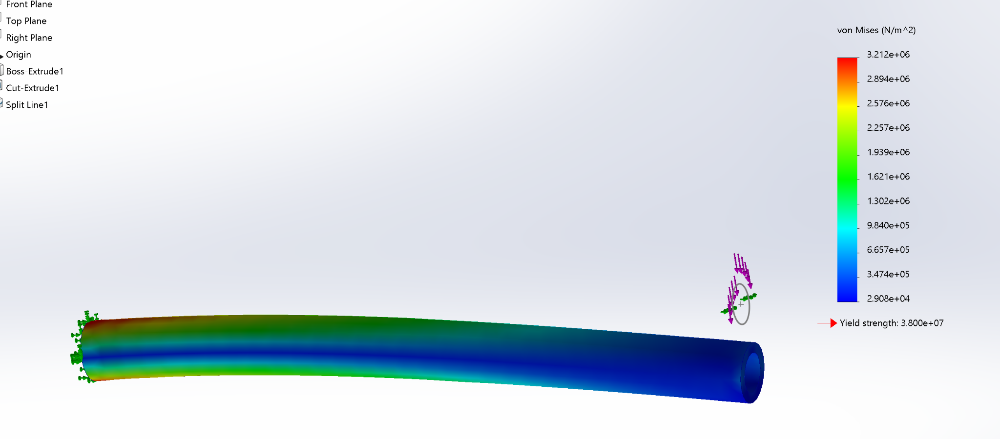 Front Plane
Top Plane
Right Plane
Origin
Boss-Extrude1
Cut-Extrude1
Split Line1
von Mises (N/m^2)
3.212e+06
2.894e+06
2.576e+06
2.257e+06
1.939e+06
1.621e+06
1.302e+06
9.840e+05
6.657e+05
3.474e+05
2.908e+04
Yield strength: 3.800e+07